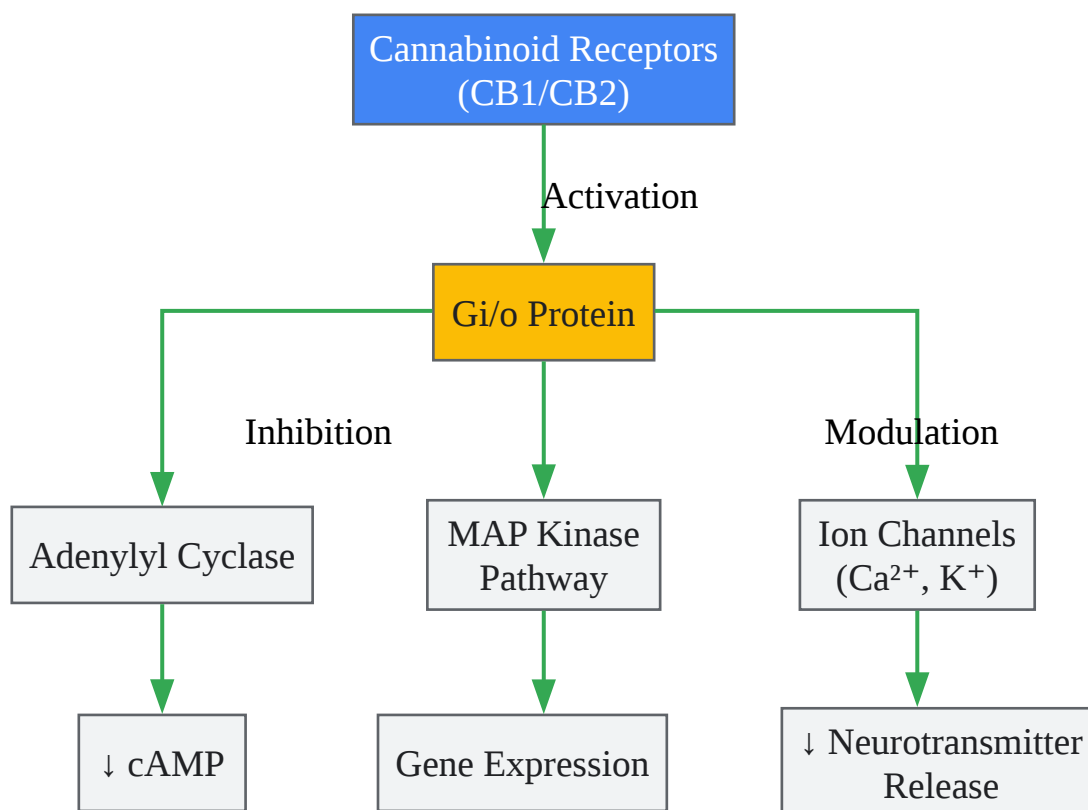 Cannabinoid Receptors
(CB1/CB2)
Activation
Gi/o Protein
Inhibition
Modulation
Adenylyl Cyclase
MAP Kinase
Pathway
Ion Channels
(Ca²⁺, K⁺)
↓ cAMP
Gene Expression
↓ Neurotransmitter
Release